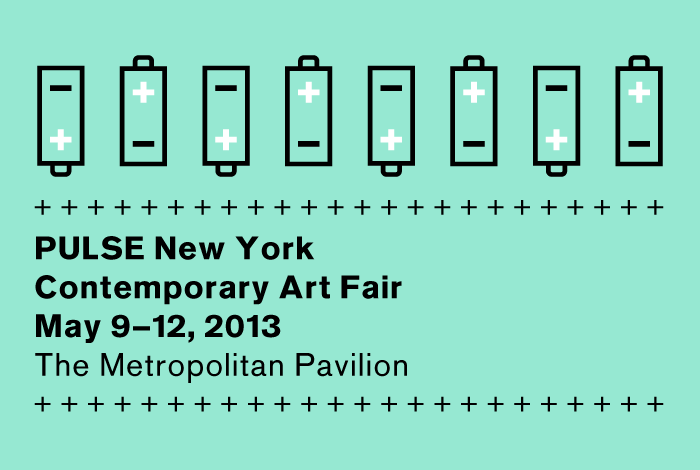 PULSE New York
Contemporary Art Fair
May 9–12, 2013
The Metropolitan Pavilion